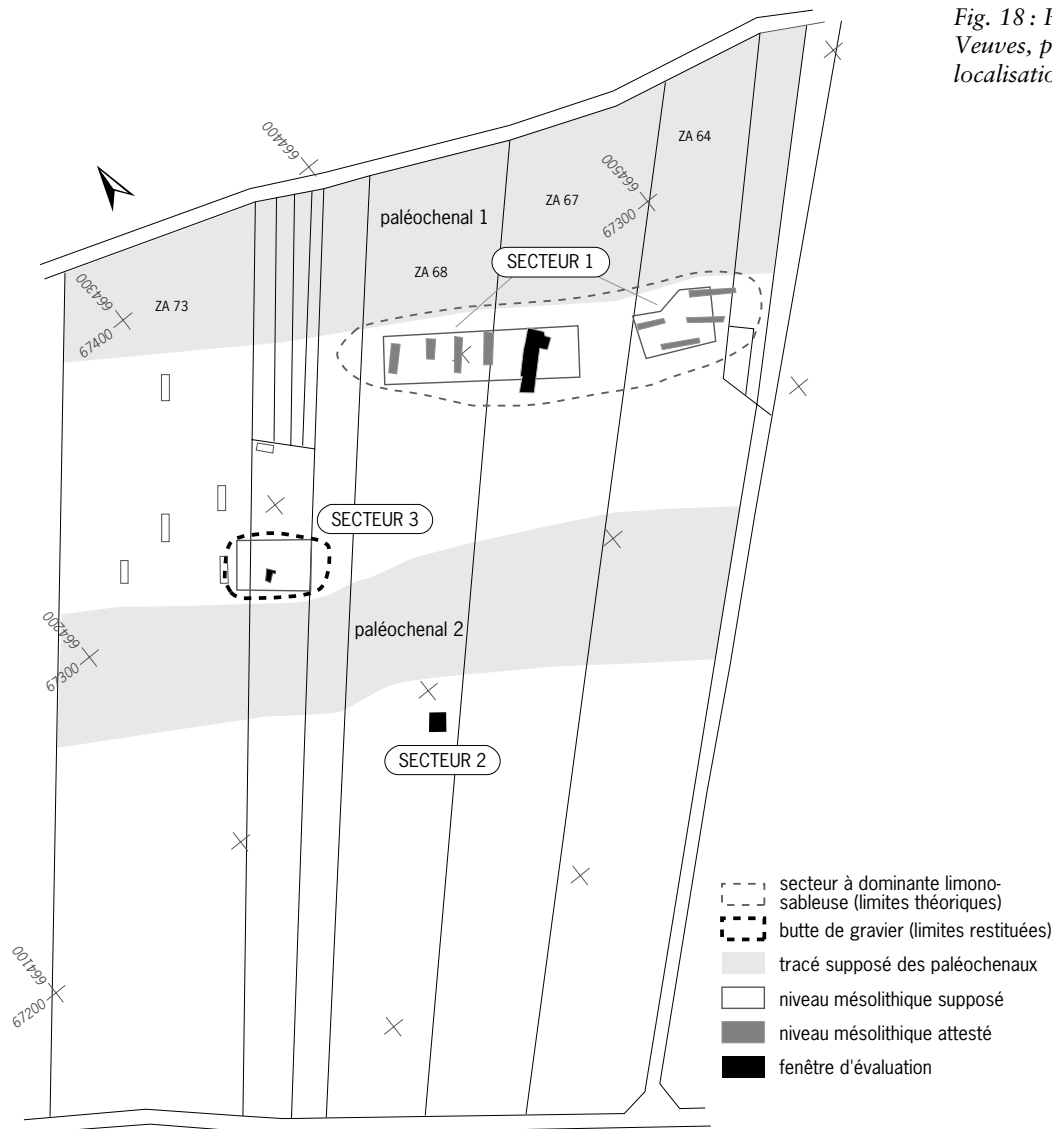 Fig. 18 : 
Veuves, p
localisatio
664400
ZA 64
664500
67300
ZA 67
paléochenal 1
SECTEUR 1
ZA 68
664300
67400
ZA 73
SECTEUR 3
664200
67300
paléochenal 2
SECTEUR 2
664100
67200
secteur à dominante limono-
sableuse (limites théoriques)
butte de gravier (limites restituées)
tracé supposé des paléochenaux
niveau mésolithique supposé
niveau mésolithique attesté
fenêtre d'évaluation